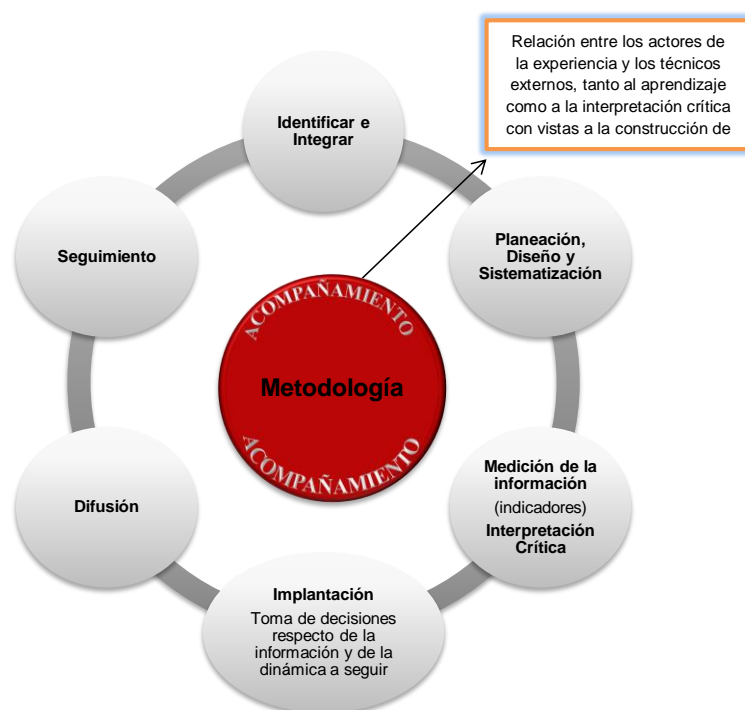 Relación entre los actores de
la experiencia y los técnicos
externos, tanto al aprendizaje
como a la interpretación crítica
con vistas a la construcción de
Identificar e
Integrar
Planeación,
Diseño y
Sistematización
Seguimiento
ACOMPAÑAMIENTO
Metodología
ACOMPAÑAMIENTO
Medición de la
información
(indicadores)
Interpretación
Crítica
Difusión
Implantación
Toma de decisiones
respecto de la
información y de la
dinámica a seguir